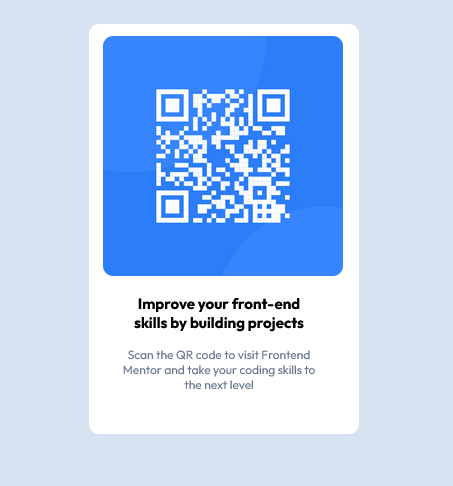 Improve your front-end
skills by building projects
Scan the QR code to visit Frontend
Mentor and take your coding skills to
the next level